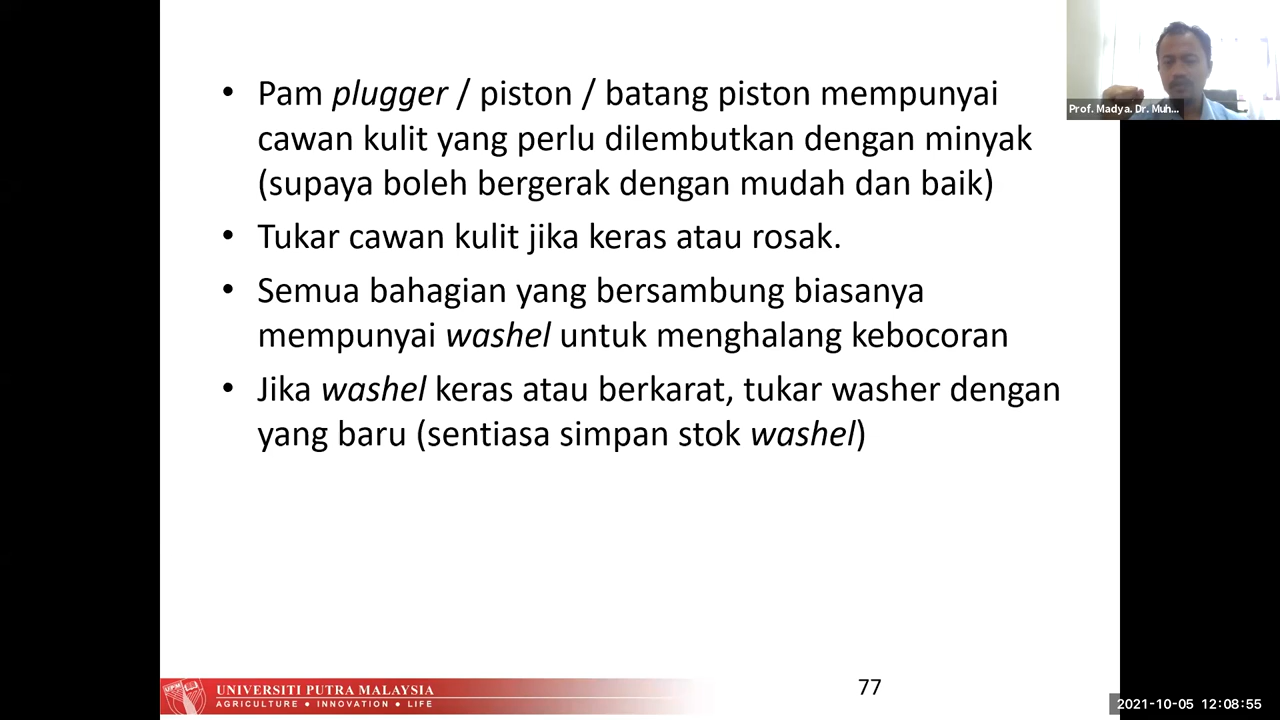 • Pam plugger / piston / batang piston mempunyai
cawan kulit yang perlu dilembutkan dengan minyak
(supaya boleh bergerak dengan mudah dan baik)
• Tukar cawan kulit jika keras atau rosak.
• Semua bahagian yang bersambung biasanya
mempunyai washel untuk menghalang kebocoran
• Jika washel keras atau berkarat, tukar washer dengan
yang baru (sentiasa simpan stok washel)
Prof. Madya. Dr. Muh...
UPM
UNIVERSITI PUTRA MALAYSIA
AGRICULTURE • INNOVATION • LIFE
77
2021-10-05 12:08:55